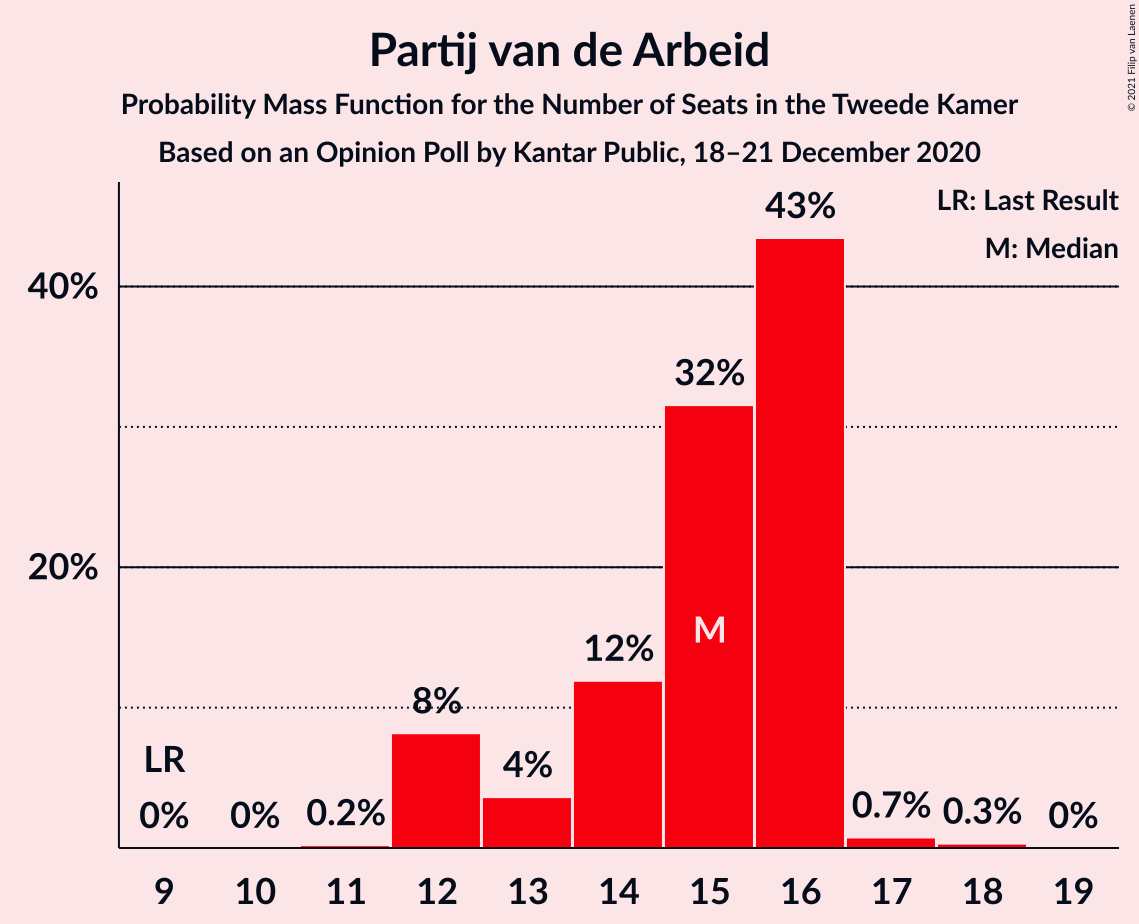 Partij van de Arbeid
Probability Mass Function for the Number of Seats in the Tweede Kamer
Based on an Opinion Poll by Kantar Public, 18–21 December 2020
© 2021 Filip van Laenen
LR: Last Result
M: Median
40%
20%
LR
0%
0%
0.2%
8%
4%
12%
32%
M
43%
0.7%
0.3%
0%
9 10 11 12 13 14 15 16 17 18 19